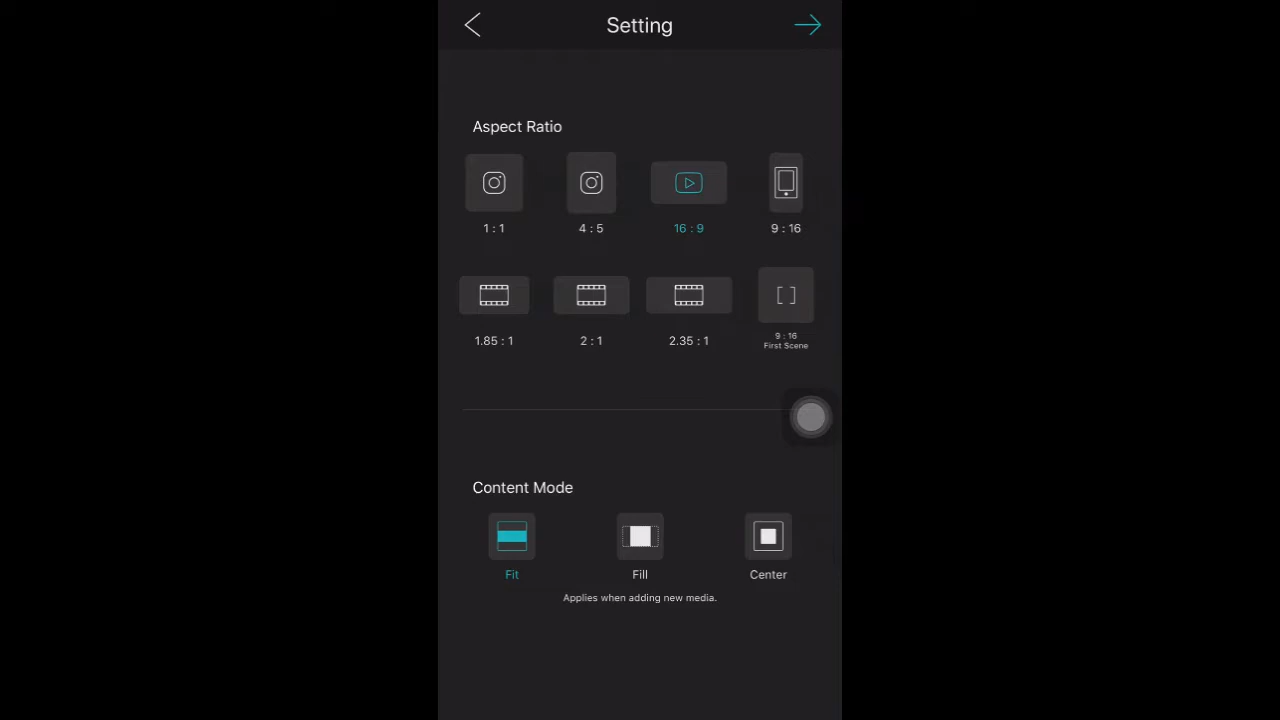 Setting
Aspect Ratio
1 : 1
4 : 5
16 : 9
9 : 16
1.85 : 1
2 : 1
2.35 : 1
9 : 16
First Scene
Content Mode
Fit
Fill
Center
Applies when adding new media.